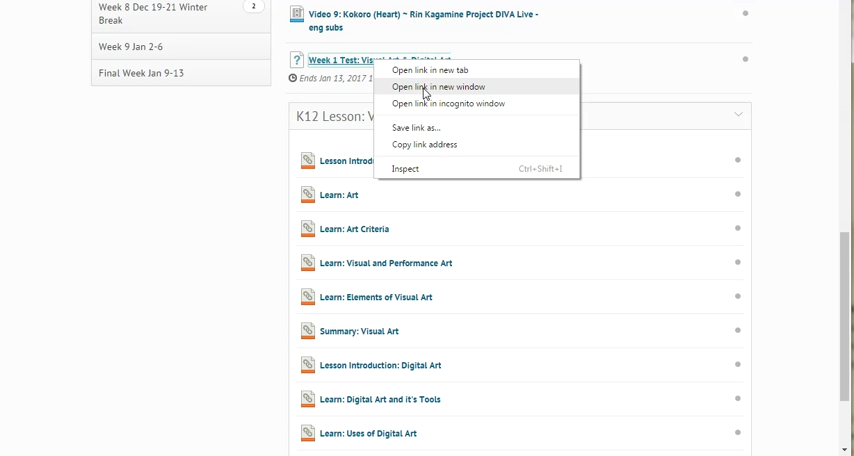 Week 8 Dec 19-21 Winter
Break
2
Week 9 Jan 2-6
Final Week Jan 9-13
Video 9: Kokoro (Heart) ~ Rin Kagamine Project DIVA Live -
eng subs
Week 1 Test: Visual Art & Digital Art
Ends Jan 13, 2017 1
Open link in new tab
Open link in new window
Open link in incognito window
Save link as...
Copy link address
Inspect Ctrl+Shift+I
K12 Lesson: V
Lesson Introdu
Learn: Art
Learn: Art Criteria
Learn: Visual and Performance Art
Learn: Elements of Visual Art
Summary: Visual Art
Lesson Introduction: Digital Art
Learn: Digital Art and it's Tools
Learn: Uses of Digital Art